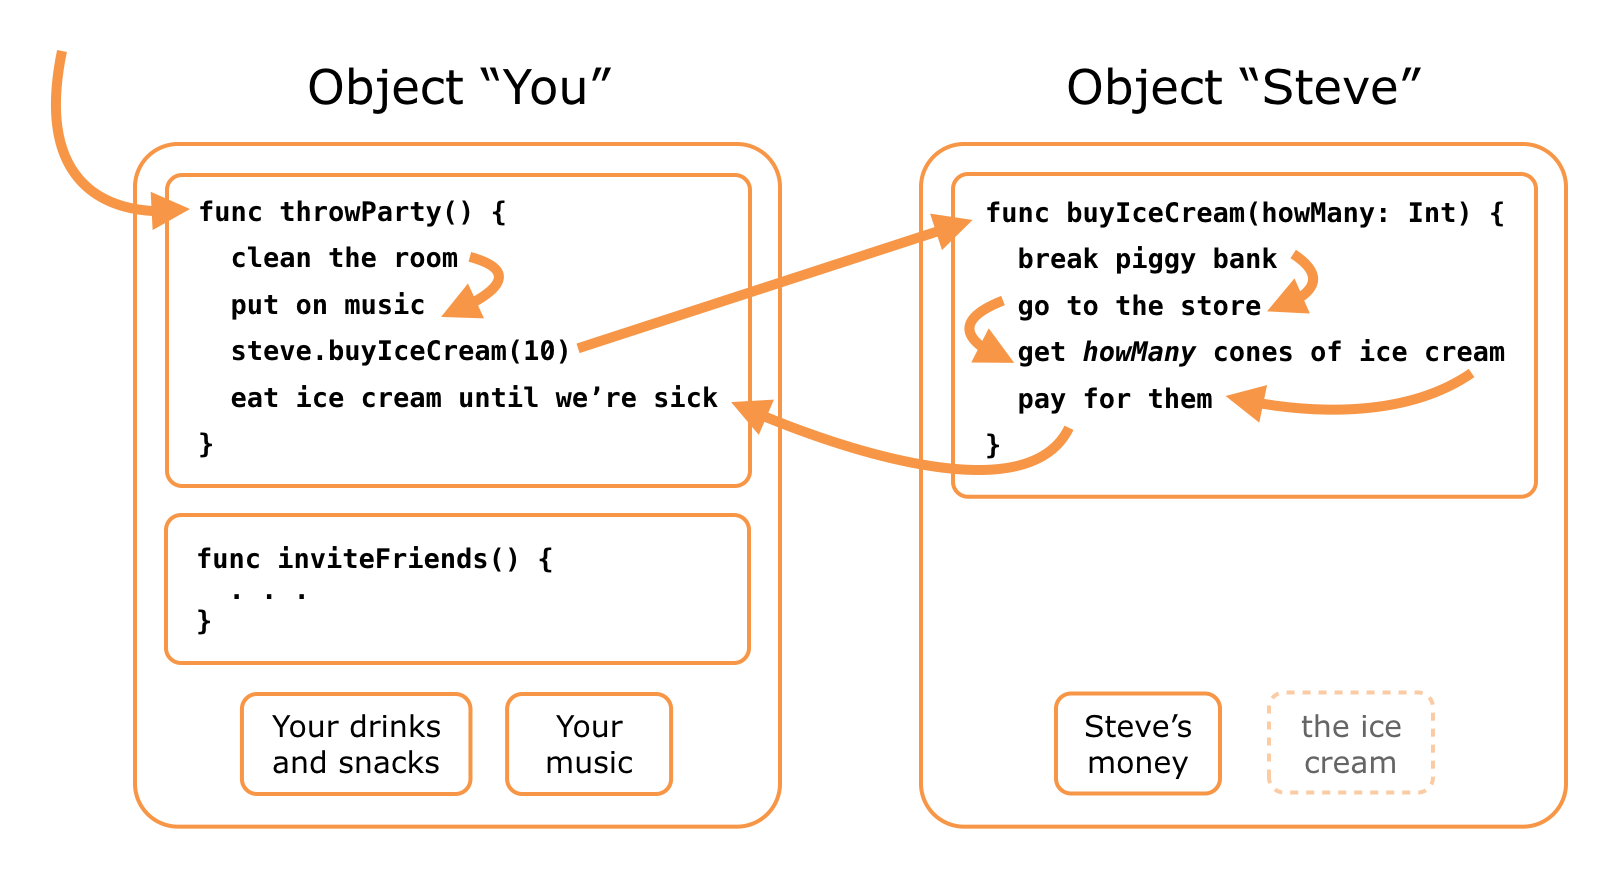 Object “You”
func throwParty() {
clean the room
put on music
steve.buyIceCream(10)
eat ice cream until we’re sick
}
func inviteFriends() {
. . .
}
Your drinks
and snacks
Your
music
Object “Steve”
func buyIceCream(howMany: Int) {
break piggy bank
go to the store
get howMany cones of ice cream
pay for them
}
Steve’s
money
the ice
cream